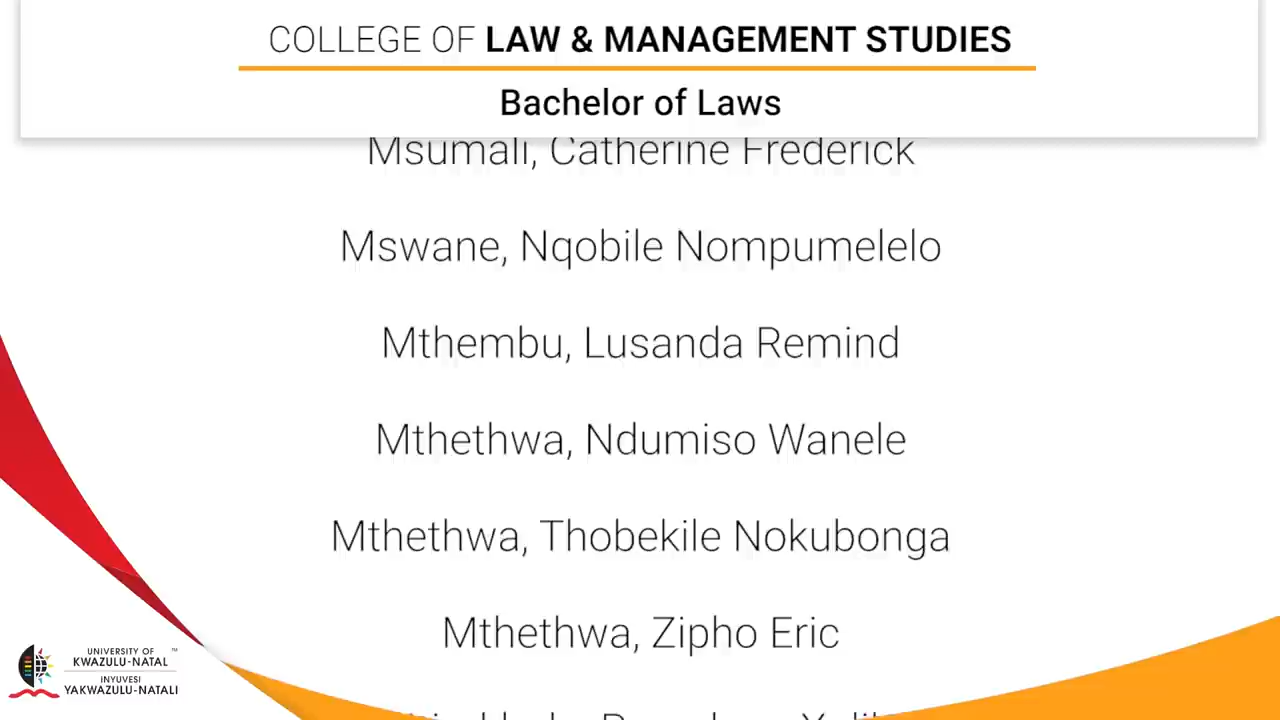 COLLEGE OF LAW & MANAGEMENT STUDIES
Bachelor of Laws
Msumali, Catherine Frederick
Mswane, Nqobile Nompumelelo
Mthembu, Lusanda Remind
Mthethwa, Ndumiso Wanele
Mthethwa, Thobekile Nokubonga
Mthethwa, Zipho Eric
UNIVERSITY OF ™
KWAZULU-NATAL
INYUVESI
YAKWAZULU-NATALI